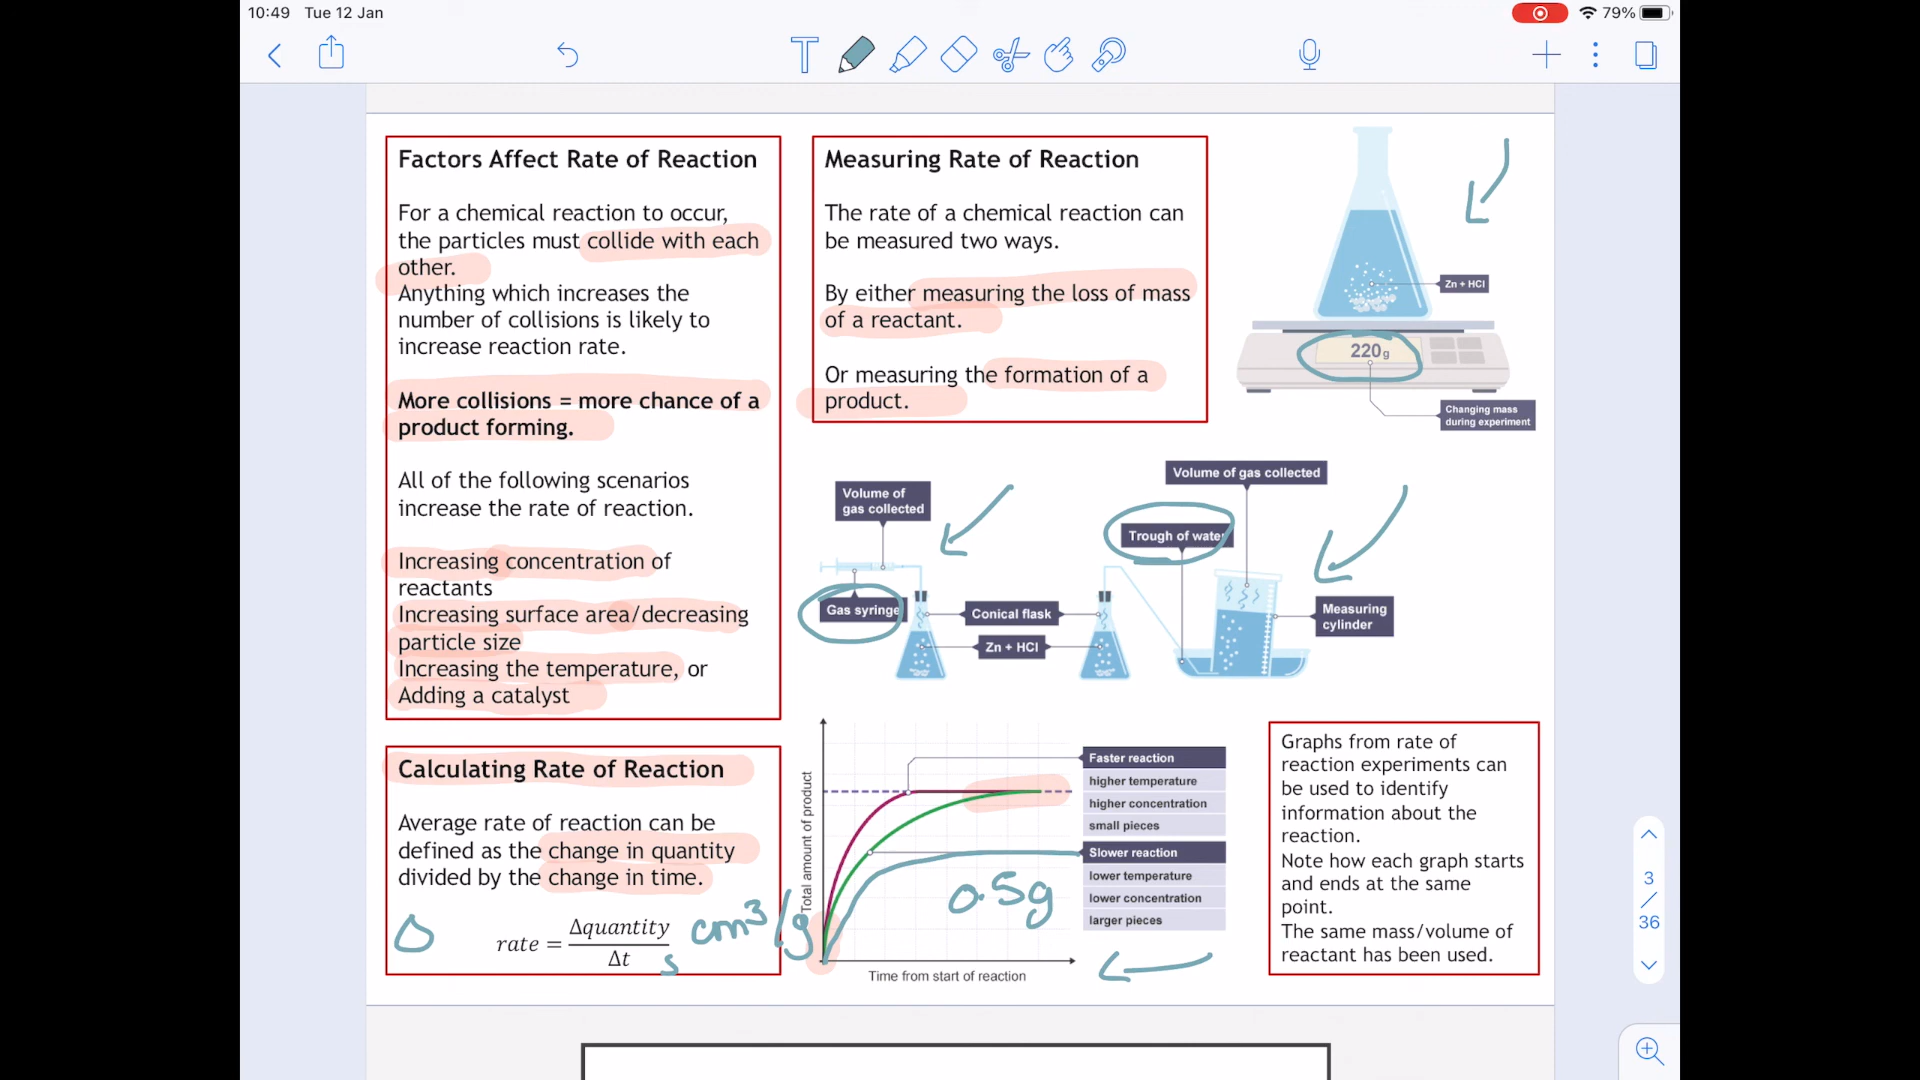 10:49 Tue 12 Jan
79%
T
Factors Affect Rate of Reaction
For a chemical reaction to occur,
the particles must collide with each
other.
Anything which increases the
number of collisions is likely to
increase reaction rate.
More collisions = more chance of a
product forming.
All of the following scenarios
increase the rate of reaction.
Increasing concentration of
reactants
Increasing surface area/decreasing
particle size
Increasing the temperature, or
Adding a catalyst
Measuring Rate of Reaction
The rate of a chemical reaction can
be measured two ways.
By either measuring the loss of mass
of a reactant.
Or measuring the formation of a
product.
Zn + HCl
220g
Changing mass
during experiment
Volume of
gas collected
Gas syringe
Conical flask
Zn + HCl
Volume of gas collected
Trough of water
Measuring
cylinder
Calculating Rate of Reaction
Average rate of reaction can be
defined as the change in quantity
divided by the change in time.
Δ
rate = Δquantity / Δt
s
cm³/g
Total amount of product
Time from start of reaction
0.5g
Faster reaction
higher temperature
higher concentration
small pieces
Slower reaction
lower temperature
lower concentration
larger pieces
Graphs from rate of
reaction experiments can
be used to identify
information about the
reaction.
Note how each graph starts
and ends at the same
point.
The same mass/volume of
reactant has been used.
3
/
36